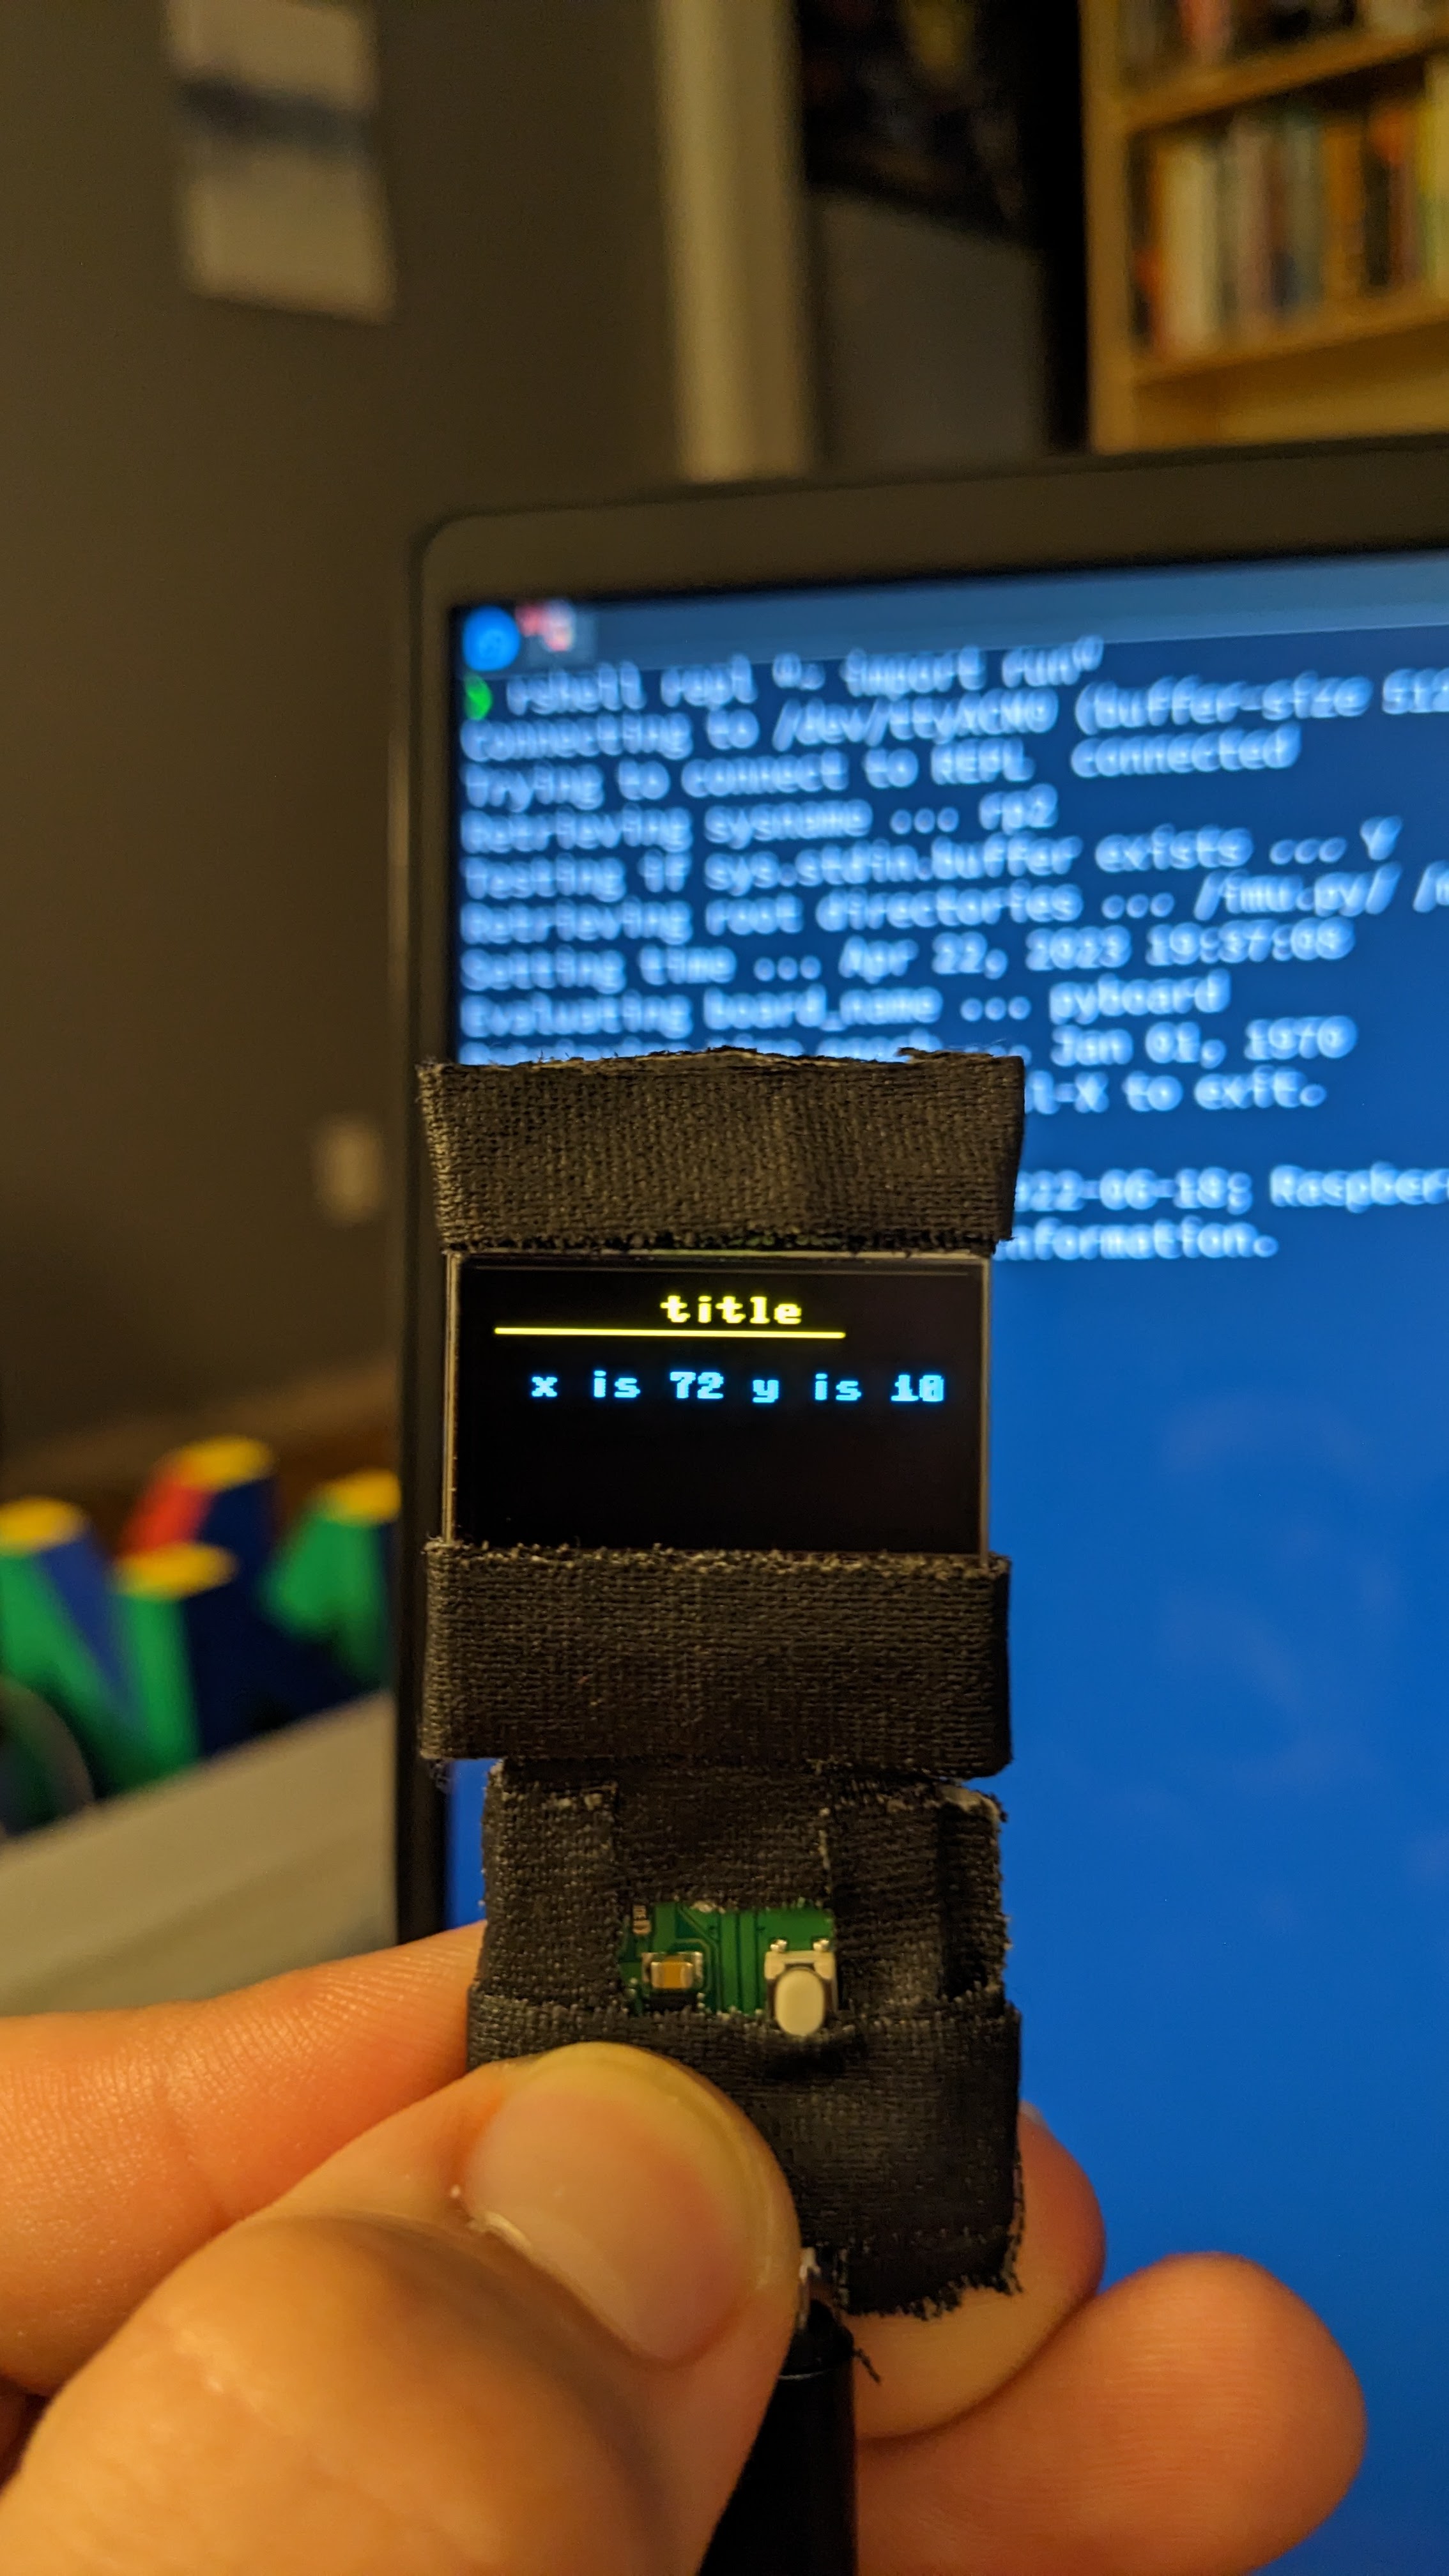 rshell repl "~ import run"
Connecting to /dev/ttyACM0 (buffer-size 512
Trying to connect to REPL connected
Retrieving sysname ... rp2
Testing if sys.stdin.buffer exists ... Y
Retrieving root directories ... /imu.py/
Setting time ... Apr 22, 2023 19:37:08
Evaluating board_name ... pyboard
Jan 01, 1970
l-X to exit.
022-06-18; Raspber
nformation.
title
x is 72 y is 10